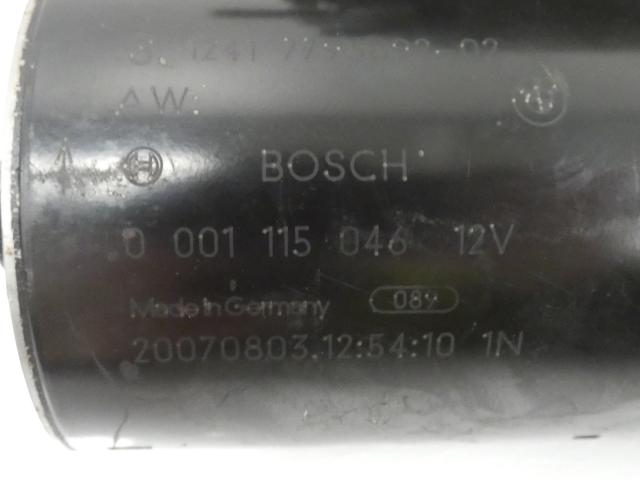 AW
BOSCH
0 001 115 046 12V
Made in Germany 089
20070803.12:54:10 1N